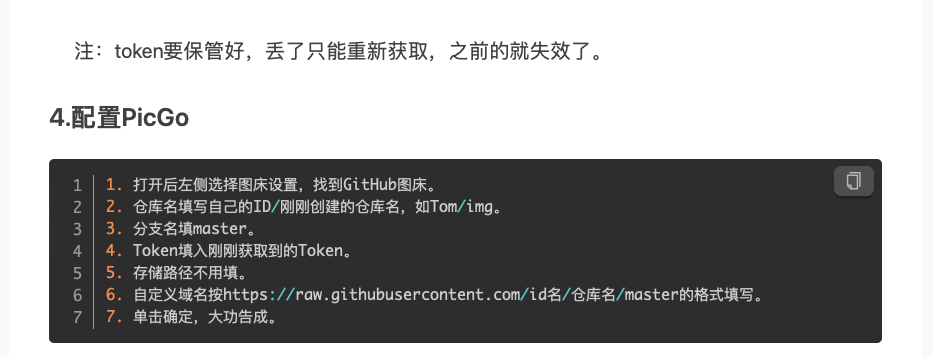 注：token要保管好，丢了只能重新获取，之前的就失效了。
4.配置PicGo
1 1. 打开后左侧选择图床设置，找到GitHub图床。
2 2. 仓库名填写自己的ID/刚刚创建的仓库名，如Tom/img。
3 3. 分支名填master。
4 4. Token填入刚刚获取到的Token。
5 5. 存储路径不用填。
6 6. 自定义域名按https://raw.githubusercontent.com/id名/仓库名/master的格式填写。
7 7. 单击确定，大功告成。